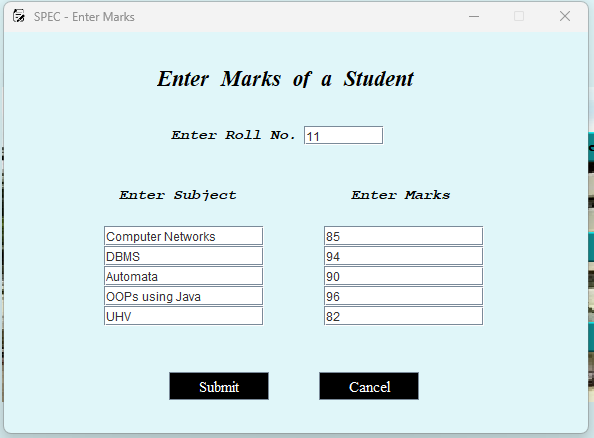 SPEC - Enter Marks
Enter Marks of a Student
Enter Roll No. 11
Enter Subject Enter Marks
Computer Networks 85
DBMS 94
Automata 90
OOPs using Java 96
UHV 82
Submit Cancel